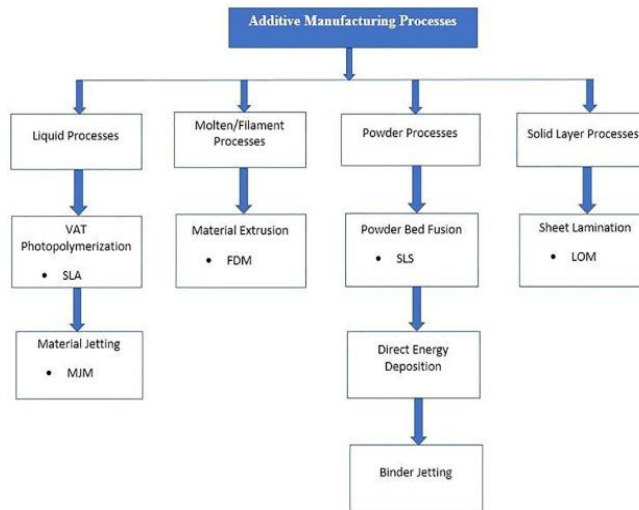 Additive Manufacturing Processes
Liquid Processes
Molten/Filament
Processes
Powder Processes
Solid Layer Processes
VAT
Photopolymerization
• SLA
Material Extrusion
• FDM
Powder Bed Fusion
• SLS
Sheet Lamination
• LOM
Material Jetting
• MJM
Direct Energy
Deposition
Binder Jetting